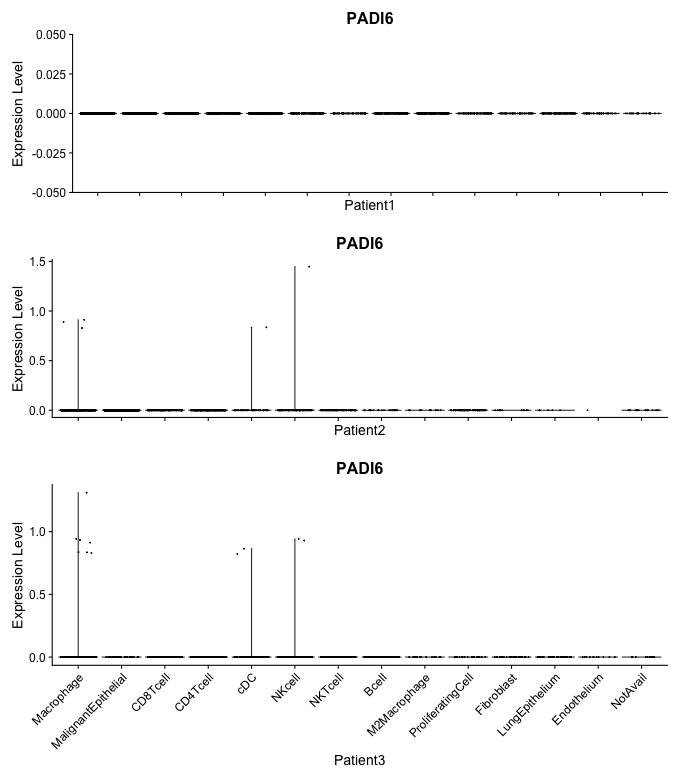 PADI6
Expression Level
0.050
0.025
0.000
-0.025
-0.050
Patient1
PADI6
Expression Level
1.5
1.0
0.5
0.0
Patient2
PADI6
Expression Level
1.0
0.5
0.0
Macrophage
MalignantEpithelial
CD8Tcell
CD4Tcell
cDC
NKcell
NKTcell
Bcell
M2Macrophage
ProliferatingCell
Fibroblast
LungEpithelium
Endothelium
NotAvail
Patient3